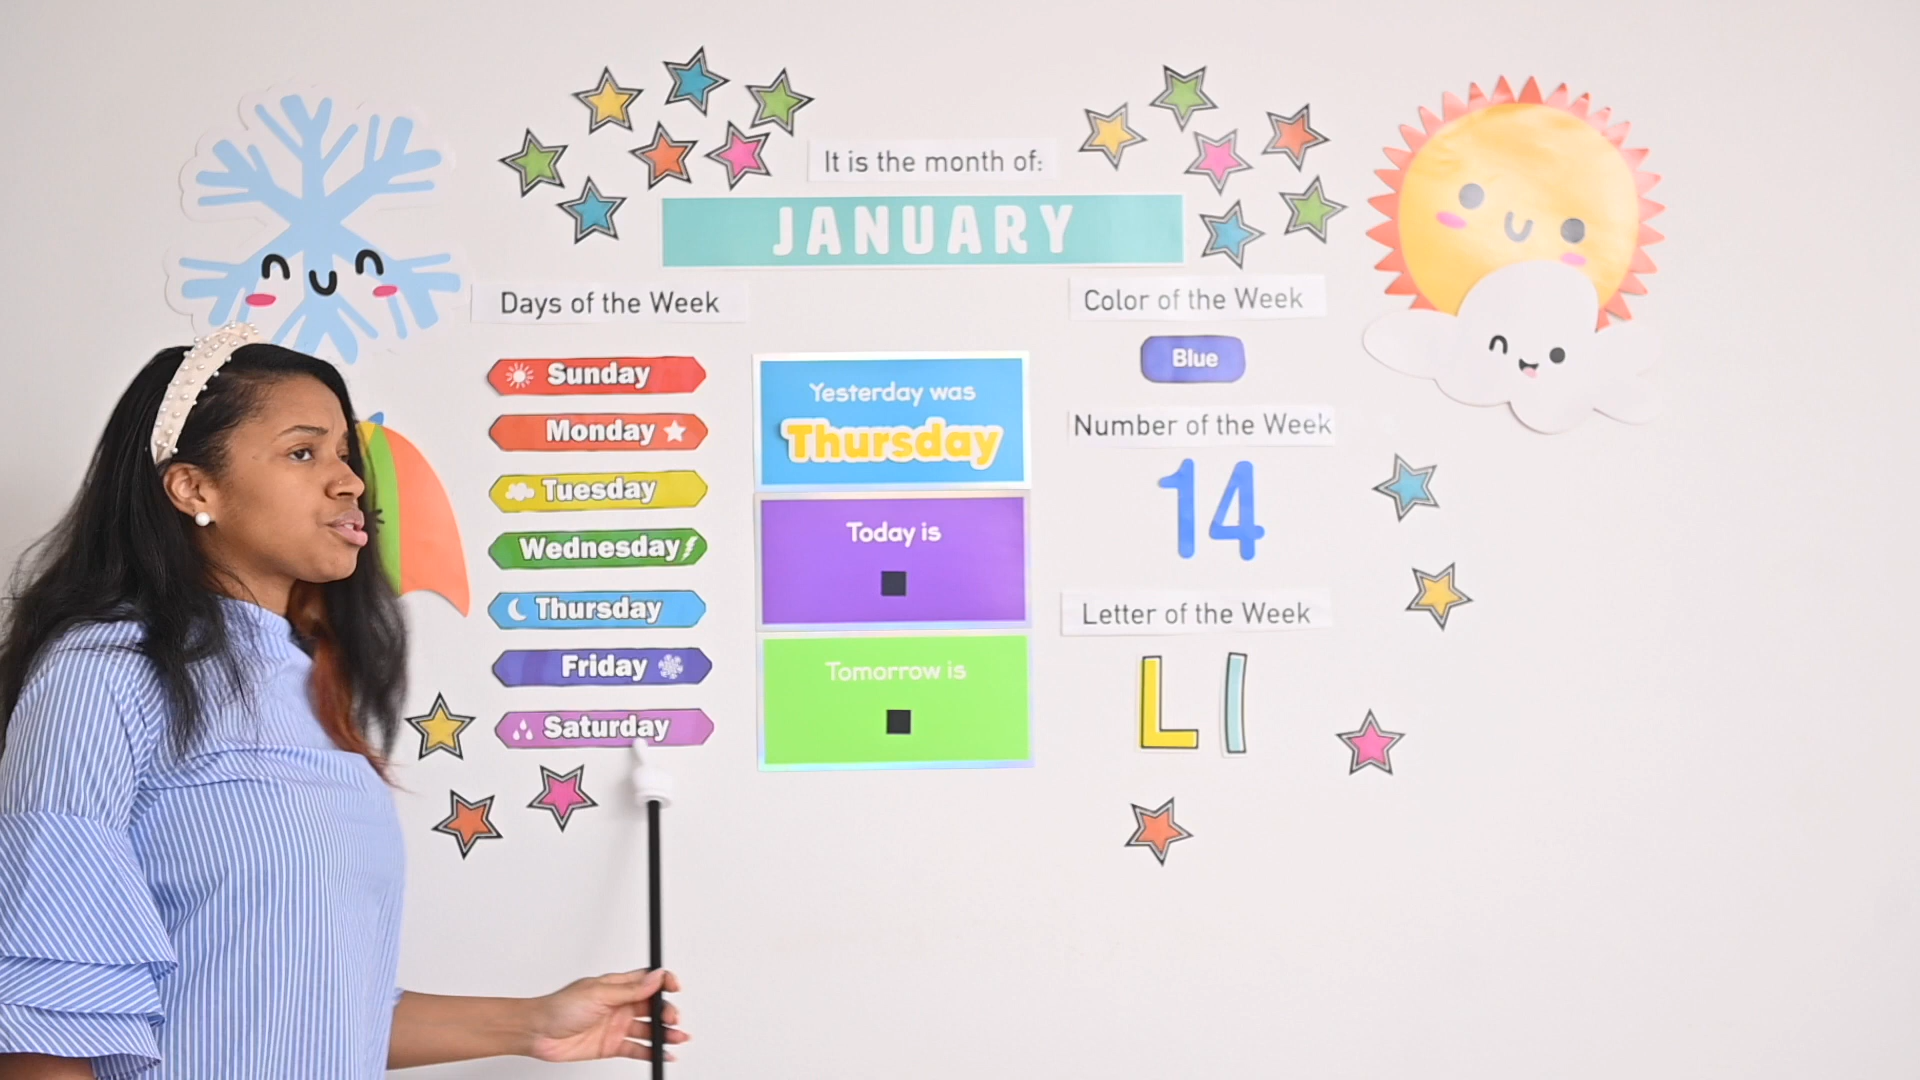 It is the month of:
JANUARY
Days of the Week
Sunday
Monday
Tuesday
Wednesday
Thursday
Friday
Saturday
Yesterday was
Thursday
Today is
Tomorrow is
Color of the Week
Blue
Number of the Week
14
Letter of the Week
Ll